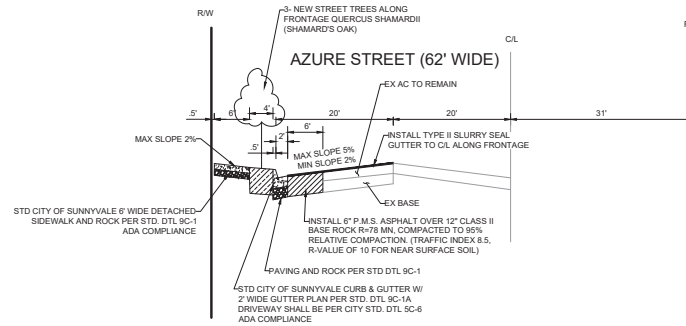 R/W
3- NEW STREET TREES ALONG
FRONTAGE QUERCUS SHAMARDII
(SHAMARD'S OAK)
AZURE STREET (62' WIDE)
C/L
EX AC TO REMAIN
.5'
6'
4'
20'
20'
31'
2'
6'
.5'
MAX SLOPE 2%
MAX SLOPE 5%
MIN SLOPE 2%
INSTALL TYPE II SLURRY SEAL
GUTTER TO C/L ALONG FRONTAGE
EX BASE
STD CITY OF SUNNYVALE 6' WIDE DETACHED
SIDEWALK AND ROCK PER STD. DTL 9C-1
ADA COMPLIANCE
INSTALL 6" P.M.S. ASPHALT OVER 12" CLASS II
BASE ROCK R=78 MN, COMPACTED TO 95%
RELATIVE COMPACTION. (TRAFFIC INDEX 8.5,
R-VALUE OF 10 FOR NEAR SURFACE SOIL)
PAVING AND ROCK PER STD DTL 9C-1
STD CITY OF SUNNYVALE CURB & GUTTER W/
2' WIDE GUTTER PLAN PER STD. DTL 9C-1A
DRIVEWAY SHALL BE PER CITY STD. DTL 5C-6
ADA COMPLIANCE